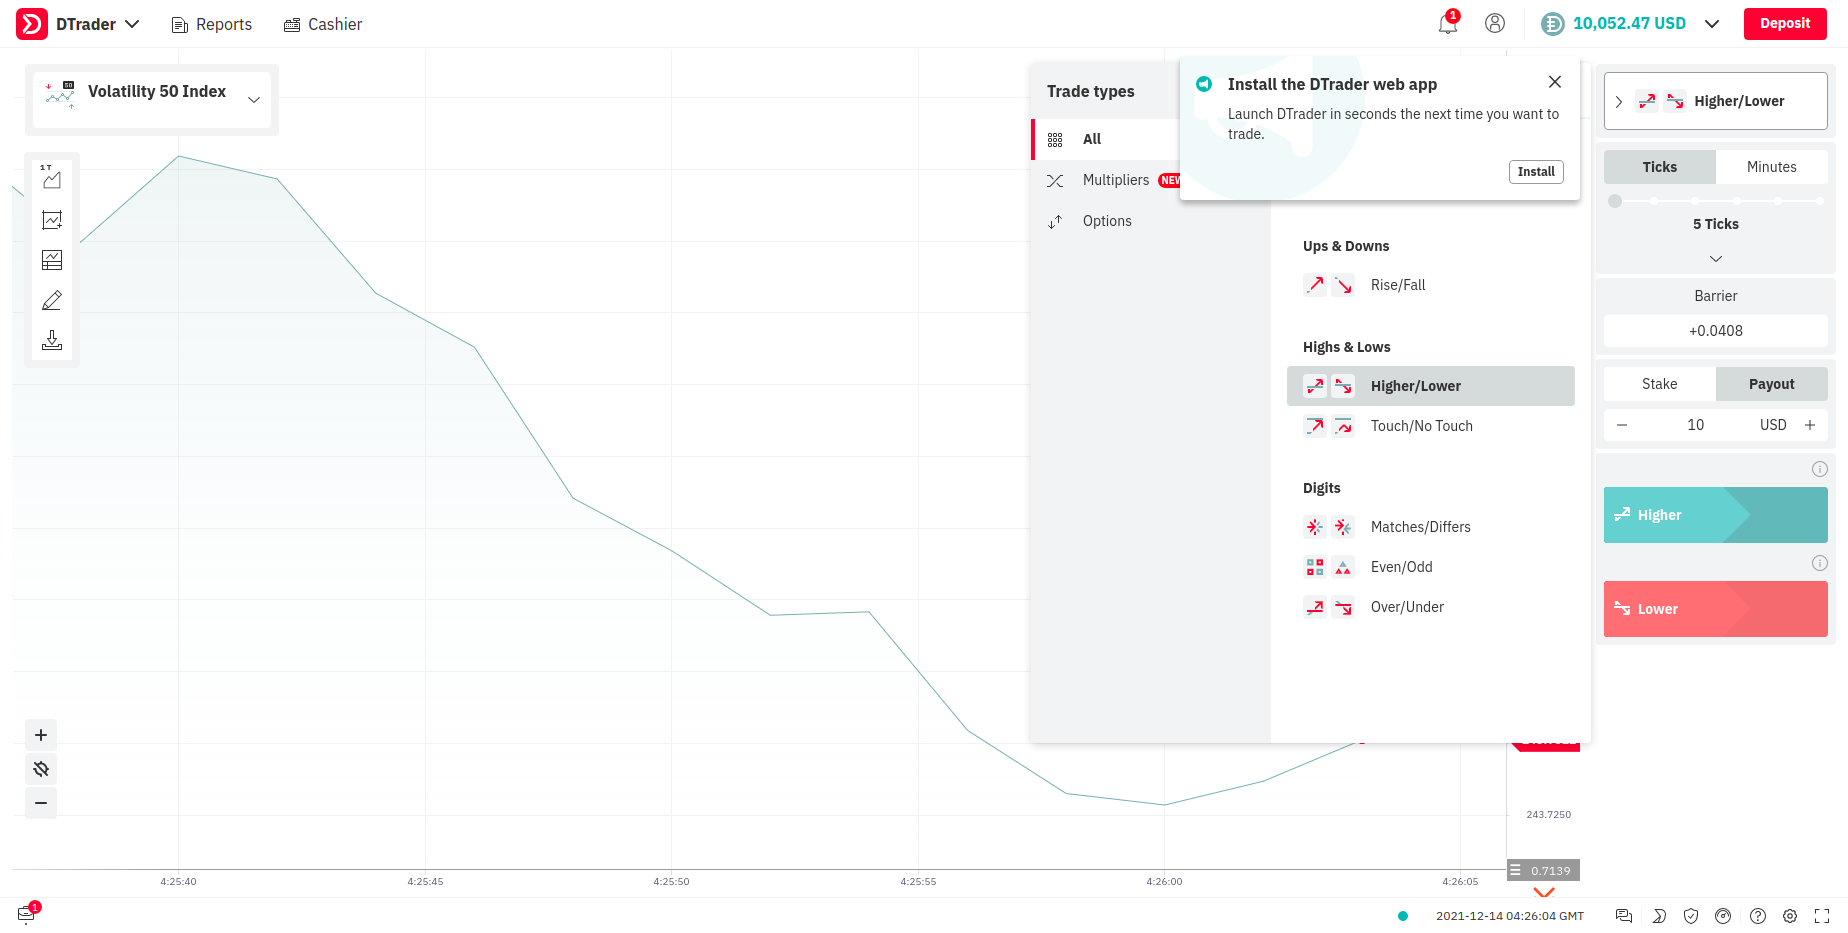 DTrader
Reports
Cashier
1
10,052.47 USD
Deposit
50
Volatility 50 Index
1 T
Trade types
All
Multipliers
Options
Install the DTrader web app
Launch DTrader in seconds the next time you want to
trade.
Install
Ups & Downs
Rise/Fall
Highs & Lows
Higher/Lower
Touch/No Touch
Digits
Matches/Differs
Even/Odd
Over/Under
Higher/Lower
Ticks
Minutes
5 Ticks
Barrier
+0.0408
Stake
Payout
10
USD
Higher
Lower
243.7250
0.7139
4:25:40
4:25:45
4:25:50
4:25:55
4:26:00
4:26:05
1
2021-12-14 04:26:04 GMT